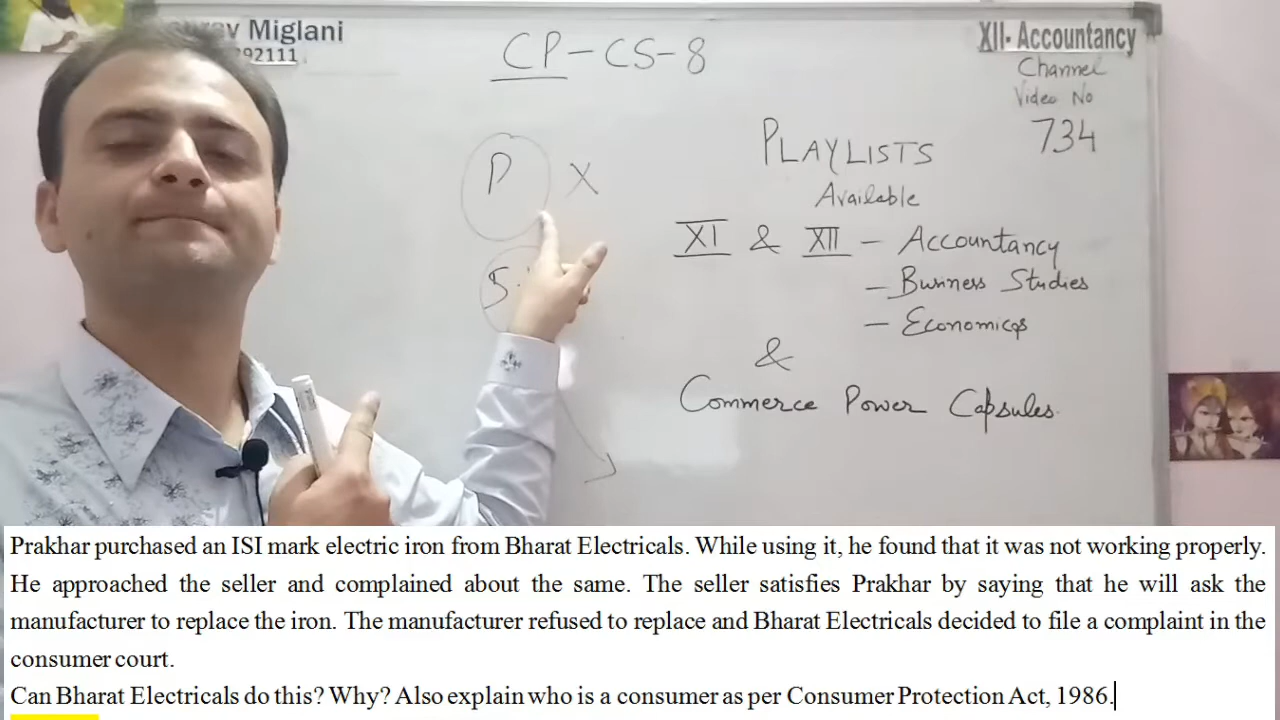 v Miglani
92111
CP-CS-8
XII- Accountancy
Channel
Video No
734
P X
S
PLAYLISTS
Available
XI & XII - Accountancy
- Business Studies
- Economics
&
Commerce Power Capsules.
Prakhar purchased an ISI mark electric iron from Bharat Electricals. While using it, he found that it was not working properly.
He approached the seller and complained about the same. The seller satisfies Prakhar by saying that he will ask the
manufacturer to replace the iron. The manufacturer refused to replace and Bharat Electricals decided to file a complaint in the
consumer court.
Can Bharat Electricals do this? Why? Also explain who is a consumer as per Consumer Protection Act, 1986.